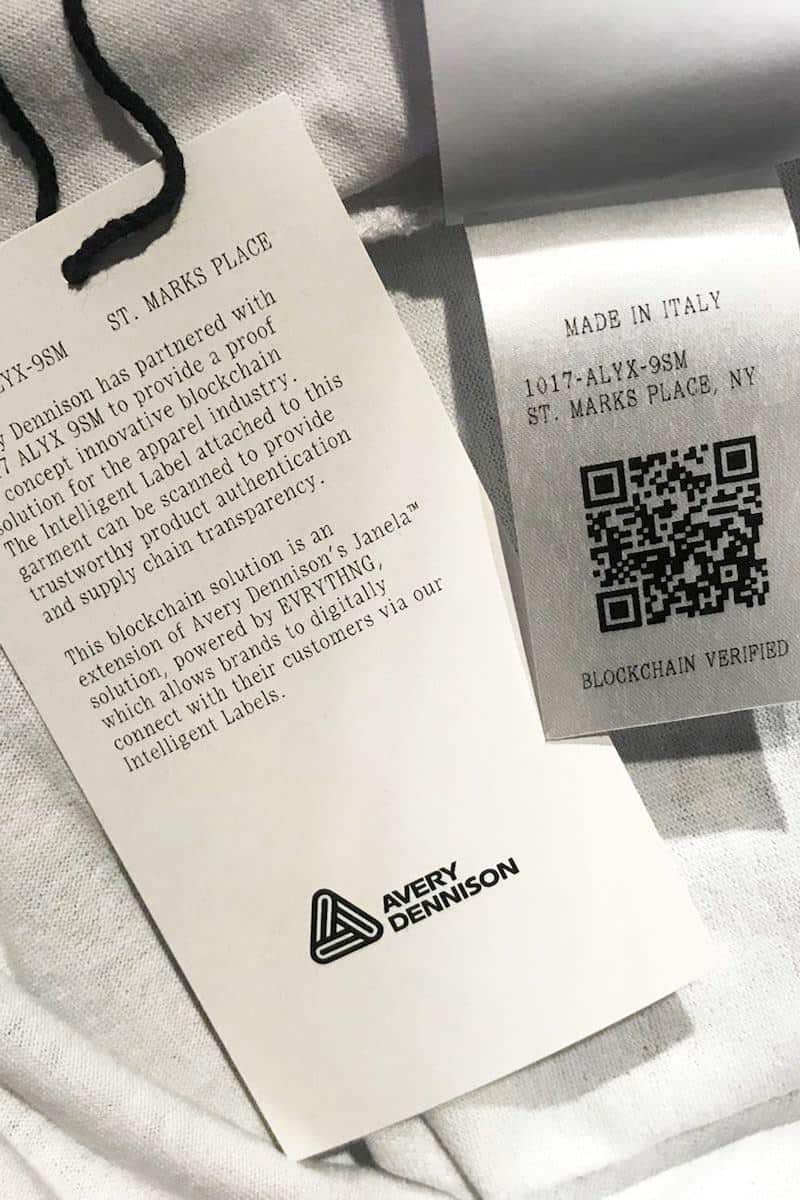 LYX-9SM ST. MARKS PLACE
y Dennison has partnered with
7 ALYX 9SM to provide a proof
concept innovative blockchain
solution for the apparel industry.
The Intelligent Label attached to this
garment can be scanned to provide
trustworthy product authentication
and supply chain transparency.
This blockchain solution is an
extension of Avery Dennison's Janela™
solution, powered by EVRYTHNG,
which allows brands to digitally
connect with their customers via our
Intelligent Labels.
AVERY
DENNISON
MADE IN ITALY
1017-ALYX-9SM
ST. MARKS PLACE, NY
BLOCKCHAIN VERIFIED